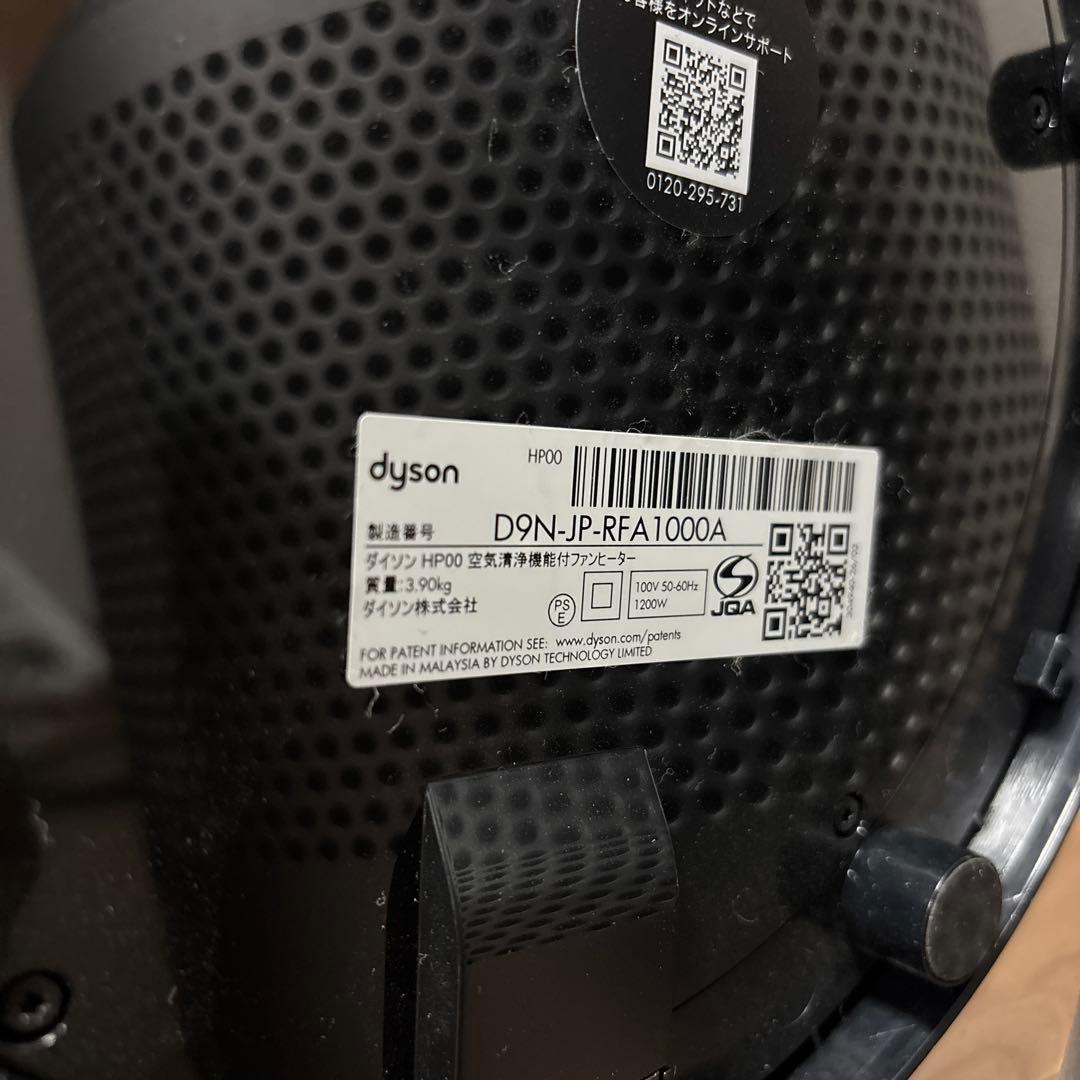 トなどで
客様をオンラインサポート
0120-295-731
dyson
HP00
製造番号 D9N-JP-RFA1000A
ダイソン HP00 空気清浄機能付ファンヒーター
質量:3.90kg
ダイソン株式会社
PS
E
100V 50-60Hz
1200W
JQA
FOR PATENT INFORMATION SEE: www.dyson.com/patents
MADE IN MALAYSIA BY DYSON TECHNOLOGY LIMITED